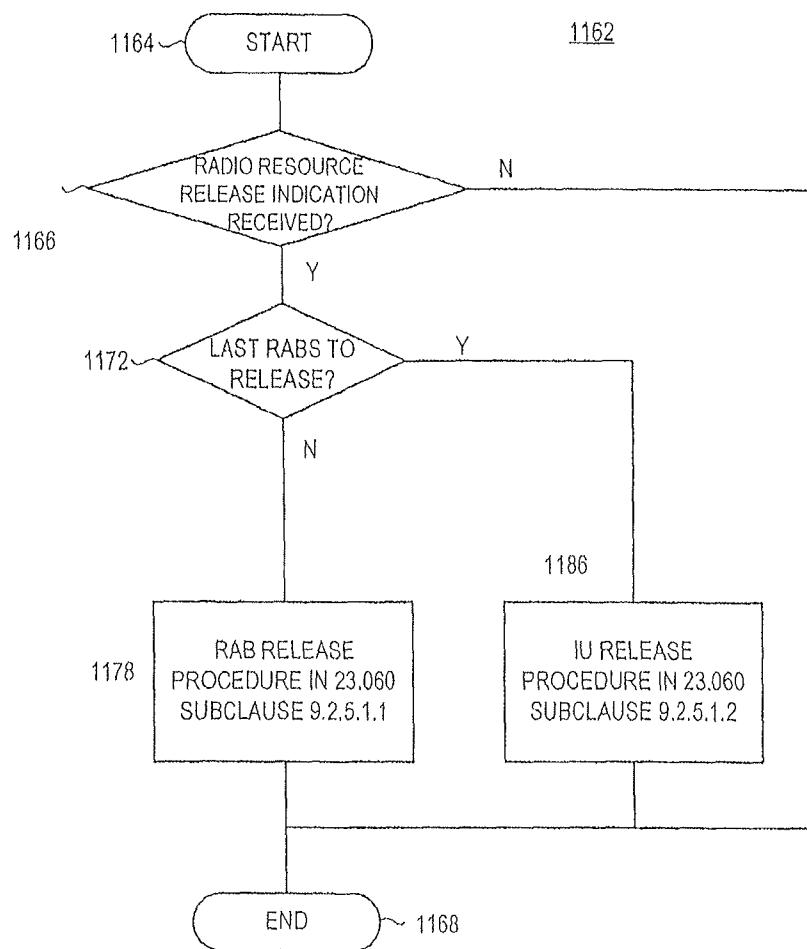 1164
START
1162
RADIO RESOURCE
RELEASE INDICATION
RECEIVED?
N
1166
Y
1172
LAST RABS TO
RELEASE?
Y
N
1186
1178
RAB RELEASE
PROCEDURE IN 23.060
SUBCLAUSE 9.2.5.1.1
IU RELEASE
PROCEDURE IN 23.060
SUBCLAUSE 9.2.5.1.2
END
1168